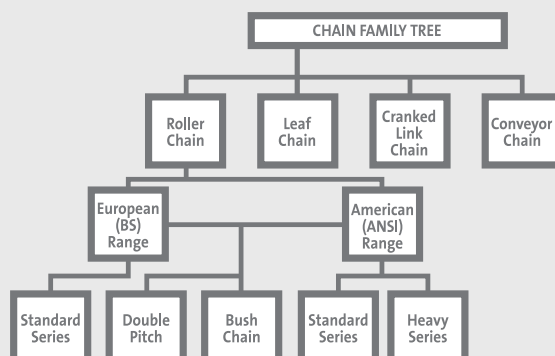 CHAIN FAMILY TREE
Roller
Chain
Leaf
Chain
Cranked
Link
Chain
Conveyor
Chain
European
(BS)
Range
American
(ANSI)
Range
Standard
Series
Double
Pitch
Bush
Chain
Standard
Series
Heavy
Series